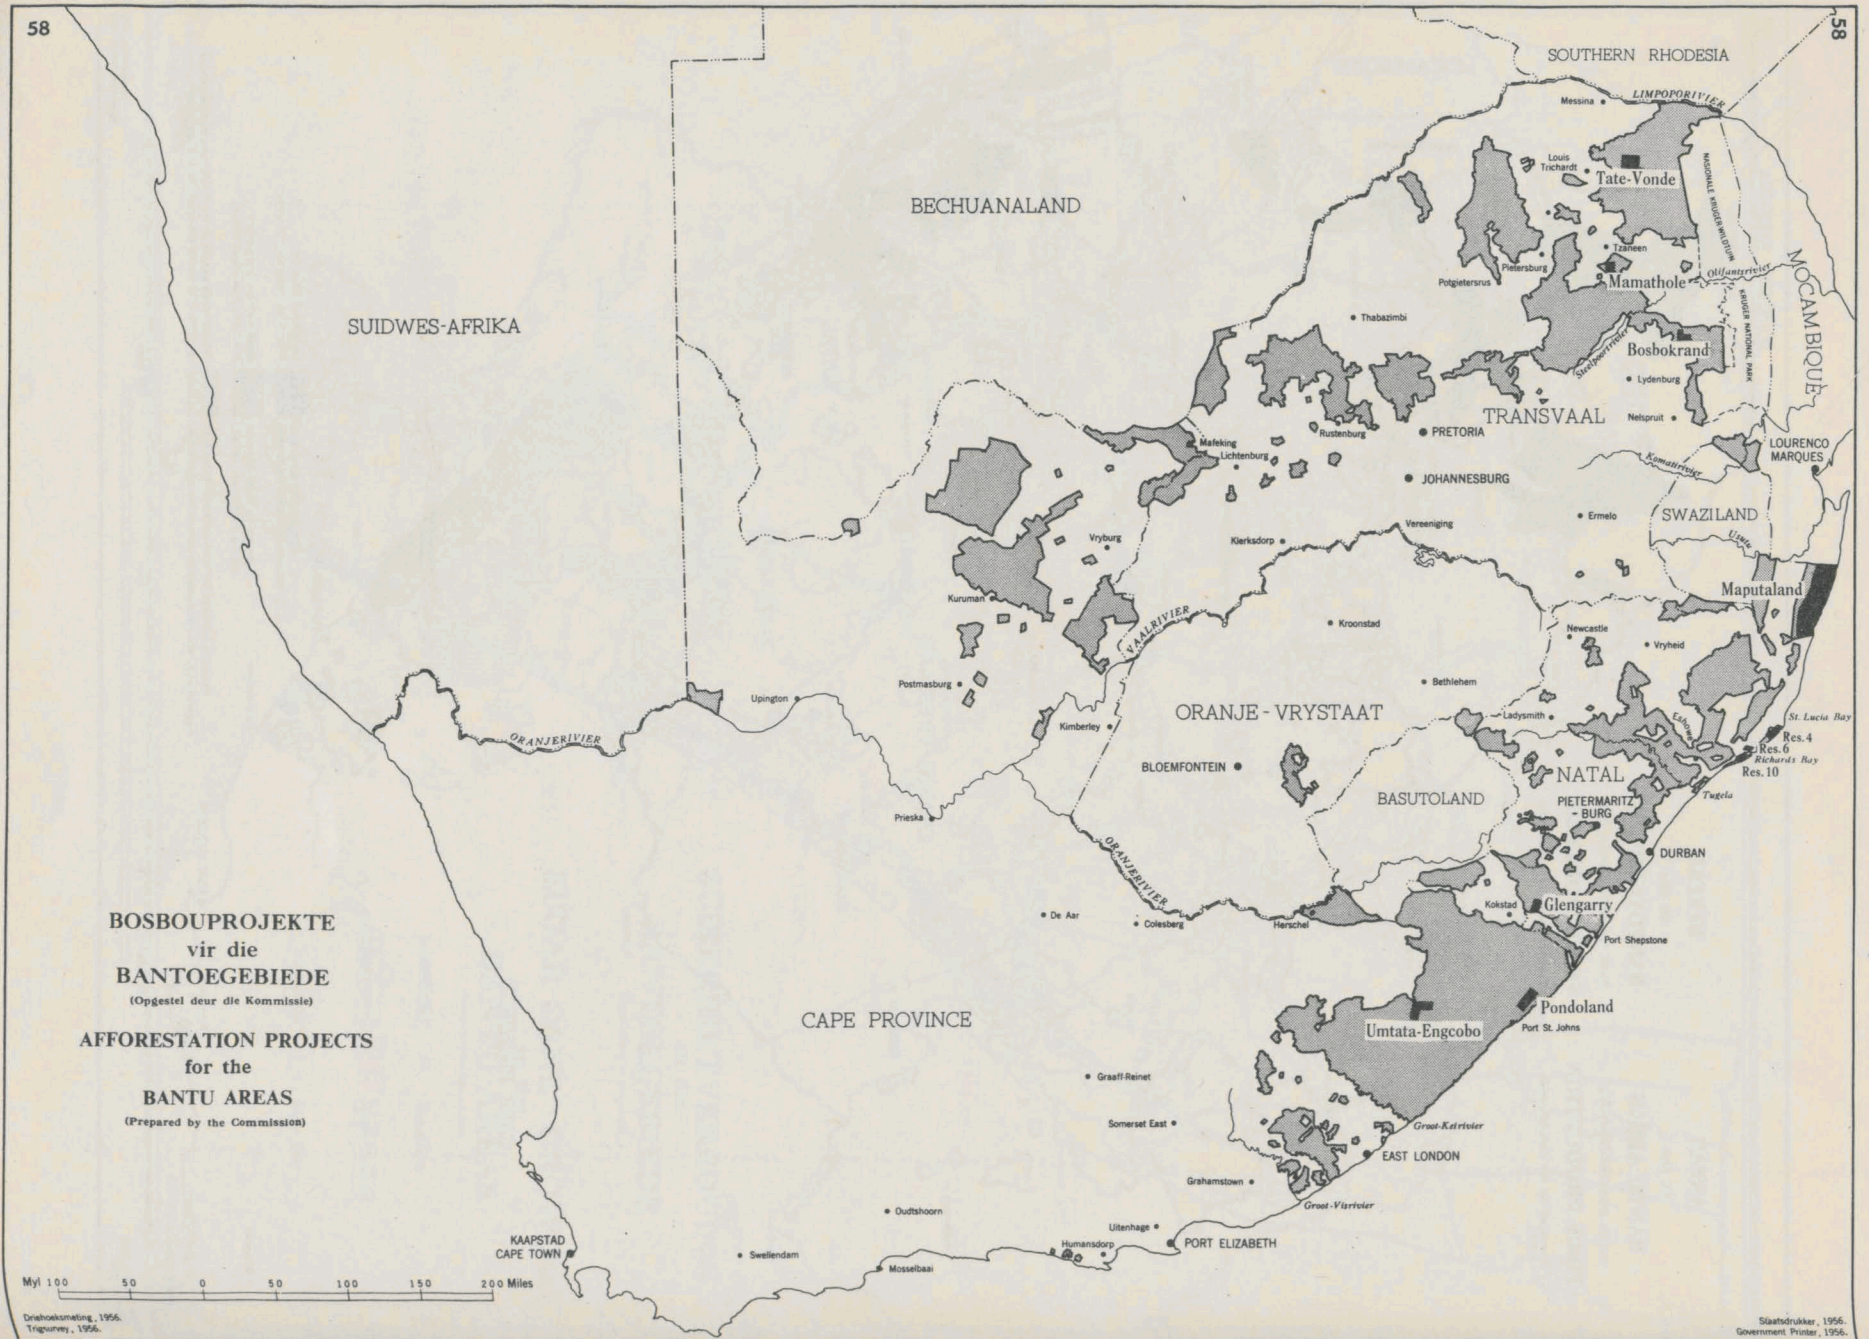 58
58
SOUTHERN RHODESIA
Messina
LIMPOPORIVIER
Louis
Trichardt
Tate-Vonde
NASIONALE KRUGERWILDTUIN
BECHUANALAND
Tzaneen
Pietersburg
Potgietersrus
Mamathole
Olifantsrivier
MOCAMBIQUE
KRUGER NATIONAL PARK
SUIDWES-AFRIKA
Thabazimbi
Steelpoortrivier
Bosbokrand
Lydenburg
TRANSVAAL
Nelspruit
Rustenburg
PRETORIA
Mafeking
Lichtenburg
LOURENCO
MARQUES
Komatirivier
JOHANNESBURG
Ermelo
SWAZILAND
Vereeniging
Klerksdorp
Vryburg
Usutu
Maputaland
Kuruman
VAALRIVIER
Kroonstad
Newcastle
Vryheid
Bethlehem
Postmasburg
Upington
ORANJE-VRYSTAAT
Ladysmith
Kimberley
Eshowe
St. Lucia Bay
Res. 4
Res. 6
Richards Bay
Res. 10
ORANJERIVIER
BLOEMFONTEIN
NATAL
BASUTOLAND
PIETERMARITZ
- BURG
Tugela
Prieska
ORANJERIVIER
DURBAN
De Aar
Colesberg
Herschel
Kokstad
Glengarry
Port Shepstone
BOSBOUPROJEKTE
vir die
BANTOEGEBIEDE
(Opgestel deur die Kommissie)
AFFORESTATION PROJECTS
for the
BANTU AREAS
(Prepared by the Commission)
CAPE PROVINCE
Umtata-Engcobo
Pondoland
Port St. Johns
Graaff-Reinet
Somerset East
Groot-Keirivier
EAST LONDON
Grahamstown
Groot-Visrivier
Oudtshoorn
Uitenhage
KAAPSTAD
CAPE TOWN
Swellendam
Humansdorp
PORT ELIZABETH
Mosselbaai
Myl 100 50 0 50 100 150 200 Miles
Driehoeksmeting, 1956.
Trigsurvey, 1956.
Staatsdrukker, 1956.
Government Printer, 1956.